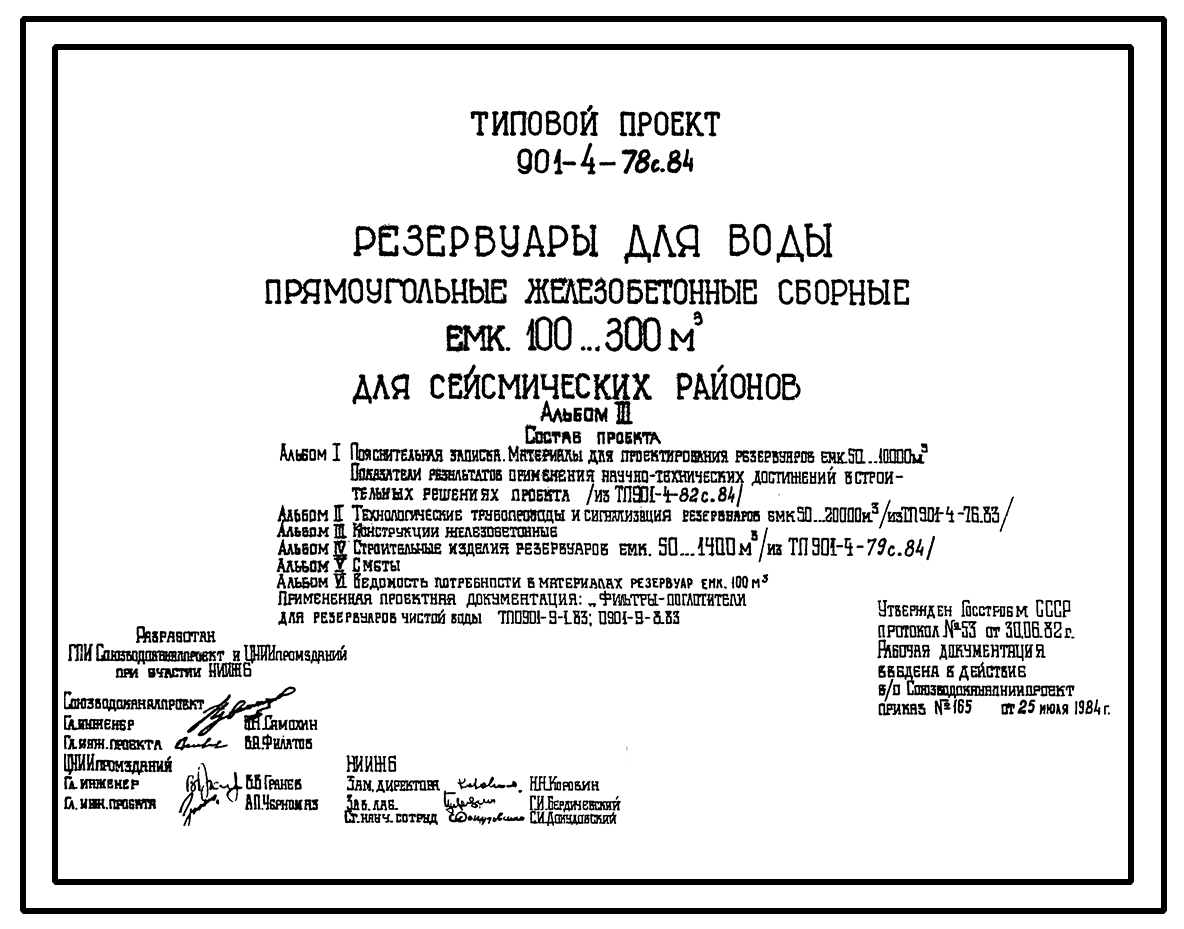 ТИПОВОЙ ПРОЕКТ
901-4-78с.84
РЕЗЕРВУАРЫ ДЛЯ ВОДЫ
ПРЯМОУГОЛЬНЫЕ ЖЕЛЕЗОБЕТОННЫЕ СБОРНЫЕ
ЕМК. 100...300 м³
ДЛЯ СЕЙСМИЧЕСКИХ РАЙОНОВ
АЛЬБОМ III
СОСТАВ ПРОЕКТА
АЛЬБОМ I ПОЯСНИТЕЛЬНАЯ ЗАПИСКА. МАТЕРИАЛЫ ДЛЯ ПРОЕКТИРОВАНИЯ РЕЗЕРВУАРОВ ЕМК. 50...10000м³
ПОКАЗАТЕЛИ РЕЗУЛЬТАТОВ ПРИМЕНЕНИЯ НАУЧНО-ТЕХНИЧЕСКИХ ДОСТИЖЕНИЙ В СТРОИ-
ТЕЛЬНЫХ РЕШЕНИЯХ ПРОЕКТА /ИЗ ТП901-4-82с.84/
АЛЬБОМ II ТЕХНОЛОГИЧЕСКИЕ ТРУБОПРОВОДЫ И СИГНАЛИЗАЦИЯ РЕЗЕРВУАРОВ ЕМК 50...20000м³ /ИЗ ТП 901-4-76.83/
АЛЬБОМ III КОНСТРУКЦИИ ЖЕЛЕЗОБЕТОННЫЕ
АЛЬБОМ IV СТРОИТЕЛЬНЫЕ ИЗДЕЛИЯ РЕЗЕРВУАРОВ ЕМК. 50...1400 м³ /ИЗ ТП 901-4-79с.84/
АЛЬБОМ V СМЕТЫ
АЛЬБОМ VI ВЕДОМОСТЬ ПОТРЕБНОСТИ В МАТЕРИАЛАХ РЕЗЕРВУАР ЕМК. 100 м³
ПРИМЕНЕННАЯ ПРОЕКТНАЯ ДОКУМЕНТАЦИЯ: „ФИЛЬТРЫ-ПОГЛОТИТЕЛИ
ДЛЯ РЕЗЕРВУАРОВ ЧИСТОЙ ВОДЫ ТП0901-9-1.83; 0901-9-8.83
РАЗРАБОТАН
ГПИ СОЮЗВОДОКАНАЛПРОЕКТ И ЦНИИПРОМЗДАНИЙ
ПРИ УЧАСТИИ НИИЖБ
СОЮЗВОДОКАНАЛПРОЕКТ
ГЛ.ИНЖЕНЕР В.Н.САМОХИН
ГЛ. ИНЖ. ПРОЕКТА В.А.ФИЛАТОВ
ЦНИИПРОМЗДАНИЙ
ГЛ. ИНЖЕНЕР В.В ГРАНЕВ
ГЛ. ИНЖ. ПРОЕКТА А.П.ЧЕРНОМАЗ
НИИЖБ
ЗАМ. ДИРЕКТОРА Н.Н.КОРОВИН
ЗАВ. ЛАБ. Г.И.БЕРДИЧЕВСКИЙ
СТ. НАУЧ. СОТРУД С.И.ДОКУДОВСКИЙ
УТВЕРЖДЕН ГОССТРОЕМ СССР
ПРОТОКОЛ №53 ОТ 30.06.82 г.
РАБОЧАЯ ДОКУМЕНТАЦИЯ
ВВЕДЕНА В ДЕЙСТВИЕ
В/О СОЮЗВОДОКАНАЛНИИПРОЕКТ
ПРИКАЗ №165 ОТ 25 ИЮЛЯ 1984 г.